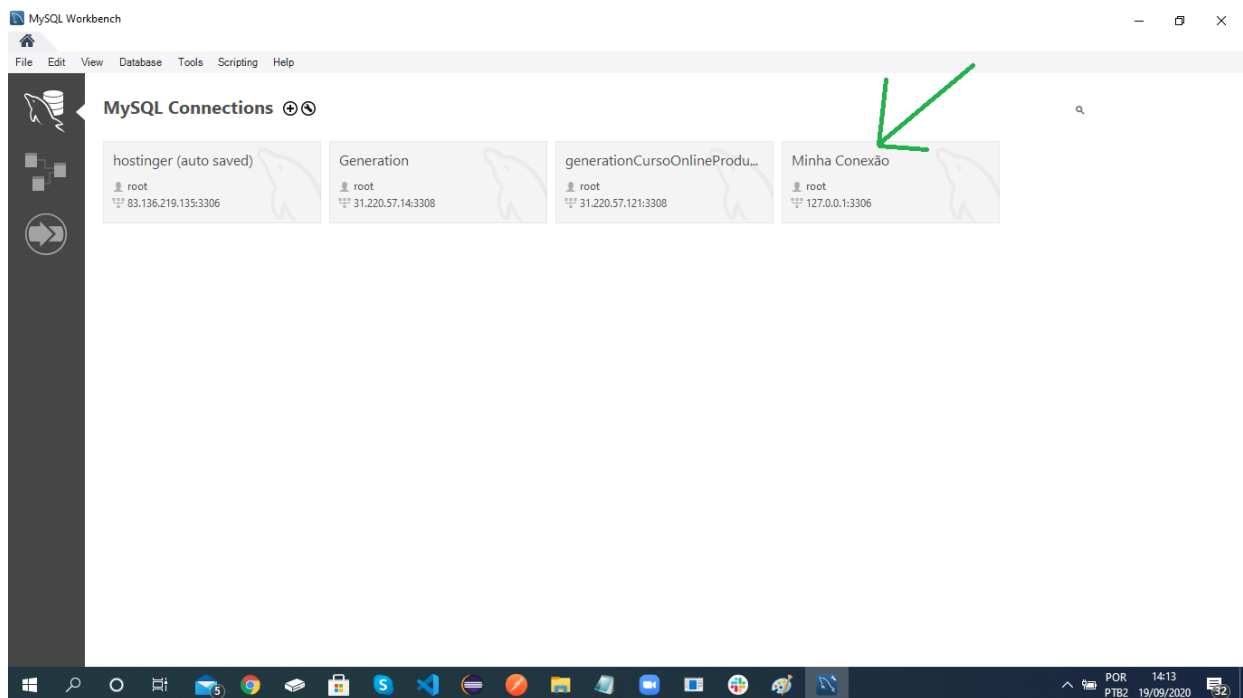 MySQL Workbench
File Edit View Database Tools Scripting Help
MySQL Connections
hostinger (auto saved)
root
83.136.219.135:3306
Generation
root
31.220.57.14:3308
generationCursoOnlineProdu...
root
31.220.57.121:3308
Minha Conexão
root
127.0.0.1:3306
5
S
POR
PTB2
14:13
19/09/2020
32